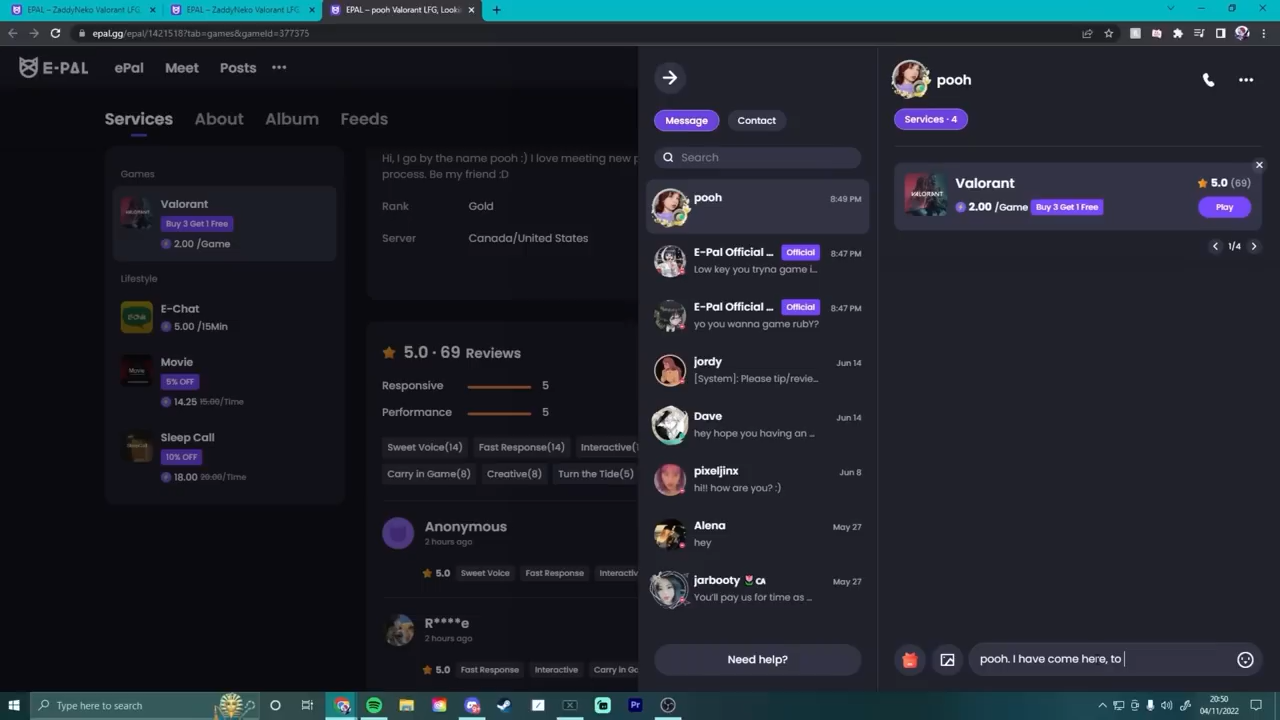 EPAL – ZaddyNeko Valorant LFG,
EPAL – ZaddyNeko Valorant LFG
EPAL – pooh Valorant LFG, Looki
epal.gg/epal/1421518?tab=games&gameId=377375
E-PAL
ePal
Meet
Posts
Services
About
Album
Feeds
Games
Valorant
Buy 3 Get 1 Free
2.00 /Game
Lifestyle
E-Chat
5.00 /15Min
Movie
5% OFF
14.25 15.00/Time
Sleep Call
10% OFF
18.00 20.00/Time
Hi, I go by the name pooh :) I love meeting new p
process. Be my friend :D
Rank Gold
Server Canada/United States
5.0 · 69 Reviews
Responsive 5
Performance 5
Sweet Voice(14) Fast Response(14) Interactive(1
Carry in Game(8) Creative(8) Turn the Tide(5)
Anonymous
2 hours ago
5.0 Sweet Voice Fast Response Interactiv
R****e
2 hours ago
5.0 Fast Response Interactive Carry in Ga
Message
Contact
Search
pooh 8:49 PM
E-Pal Official ... Official 8:47 PM
Low key you tryna game i...
E-Pal Official ... Official 8:47 PM
yo you wanna game rubY?
jordy Jun 14
[System]: Please tip/revie...
Dave Jun 14
hey hope you having an ...
pixeljinx Jun 8
hi!! how are you? :)
Alena May 27
hey
jarbooty 🌷 CA May 27
You'll pay us for time as ...
Need help?
pooh
Services · 4
VALORANT
Valorant 5.0 (69)
2.00 /Game Buy 3 Get 1 Free Play
1/4
pooh. I have come here, to
Type here to search
20:50
04/11/2022